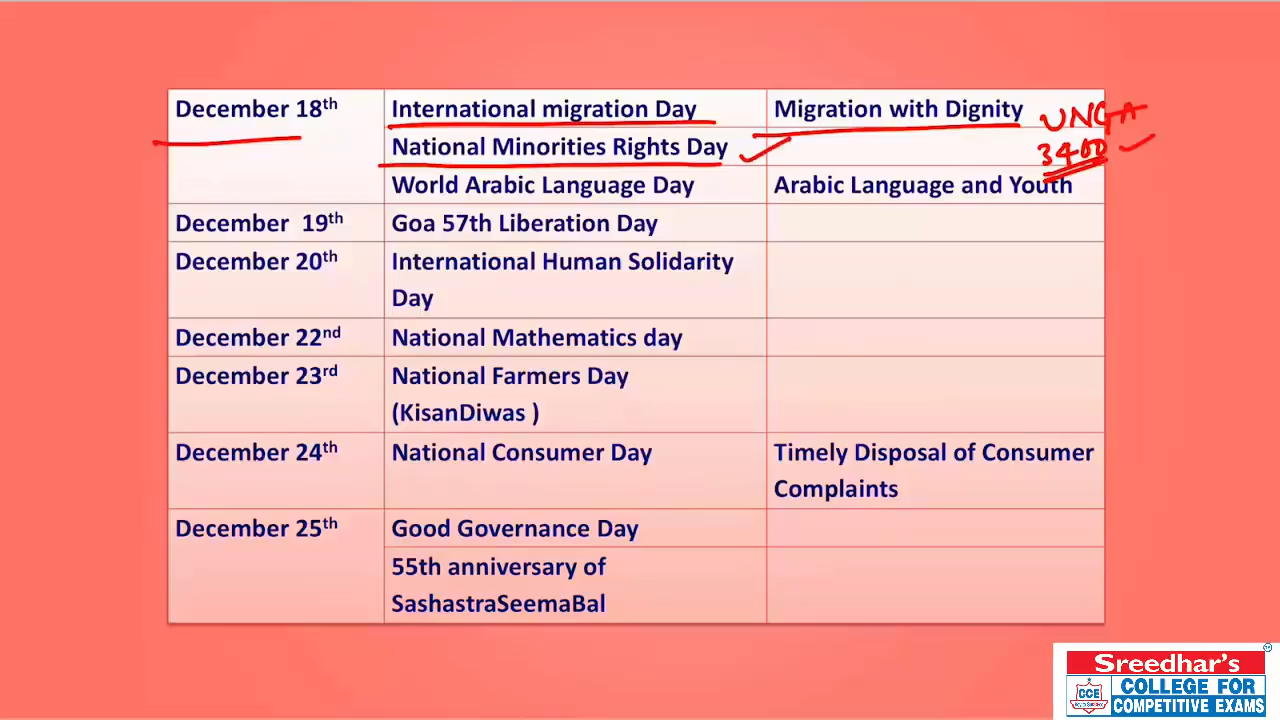 December 18th
International migration Day
Migration with Dignity
UNGA
3400
National Minorities Rights Day
World Arabic Language Day
Arabic Language and Youth
December 19th
Goa 57th Liberation Day
December 20th
International Human Solidarity
Day
December 22nd
National Mathematics day
December 23rd
National Farmers Day
(KisanDiwas )
December 24th
National Consumer Day
Timely Disposal of Consumer
Complaints
December 25th
Good Governance Day
55th anniversary of
SashastraSeemaBal
Sreedhar's
CCE
COLLEGE FOR
COMPETITIVE EXAMS